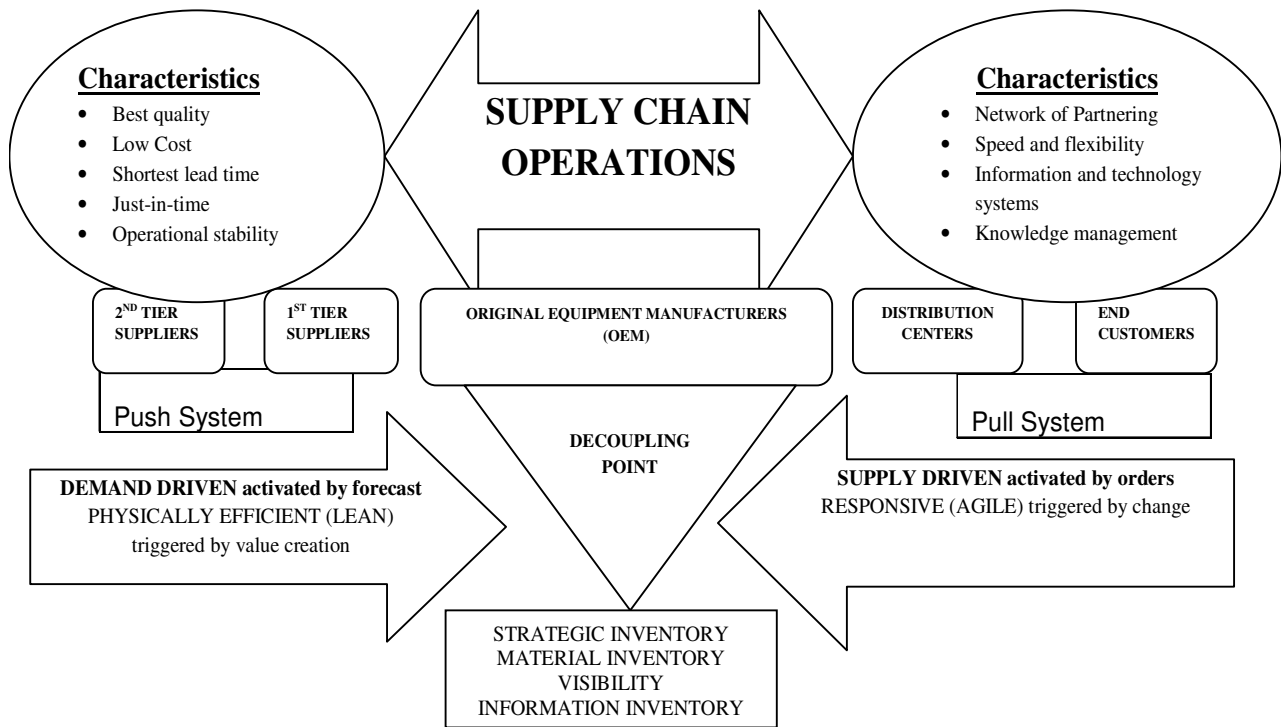 Characteristics
• Best quality
• Low Cost
• Shortest lead time
• Just-in-time
• Operational stability
SUPPLY CHAIN
OPERATIONS
Characteristics
• Network of Partnering
• Speed and flexibility
• Information and technology
systems
• Knowledge management
2ND TIER
SUPPLIERS
1ST TIER
SUPPLIERS
ORIGINAL EQUIPMENT MANUFACTURERS
(OEM)
DISTRIBUTION
CENTERS
END
CUSTOMERS
Push System
Pull System
DEMAND DRIVEN activated by forecast
PHYSICALLY EFFICIENT (LEAN)
triggered by value creation
DECOUPLING
POINT
SUPPLY DRIVEN activated by orders
RESPONSIVE (AGILE) triggered by change
STRATEGIC INVENTORY
MATERIAL INVENTORY
VISIBILITY
INFORMATION INVENTORY